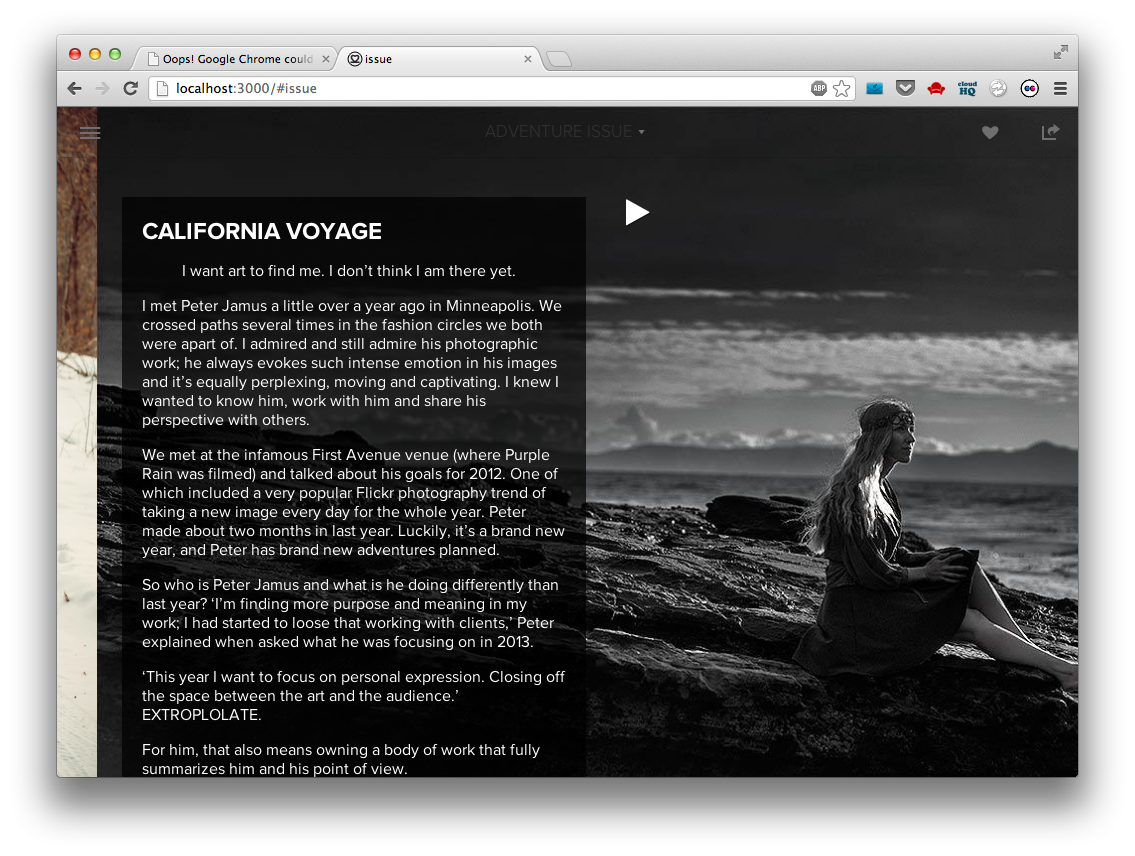 Oops! Google Chrome could
issue
localhost:3000/#issue
ABP
cloud
HQ
ADVENTURE ISSUE
CALIFORNIA VOYAGE
I want art to find me. I don’t think I am there yet.
I met Peter Jamus a little over a year ago in Minneapolis. We
crossed paths several times in the fashion circles we both
were apart of. I admired and still admire his photographic
work; he always evokes such intense emotion in his images
and it’s equally perplexing, moving and captivating. I knew I
wanted to know him, work with him and share his
perspective with others.
We met at the infamous First Avenue venue (where Purple
Rain was filmed) and talked about his goals for 2012. One of
which included a very popular Flickr photography trend of
taking a new image every day for the whole year. Peter
made about two months in last year. Luckily, it’s a brand new
year, and Peter has brand new adventures planned.
So who is Peter Jamus and what is he doing differently than
last year? ‘I’m finding more purpose and meaning in my
work; I had started to loose that working with clients,’ Peter
explained when asked what he was focusing on in 2013.
‘This year I want to focus on personal expression. Closing off
the space between the art and the audience.’
EXTROPLOLATE.
For him, that also means owning a body of work that fully
summarizes him and his point of view.